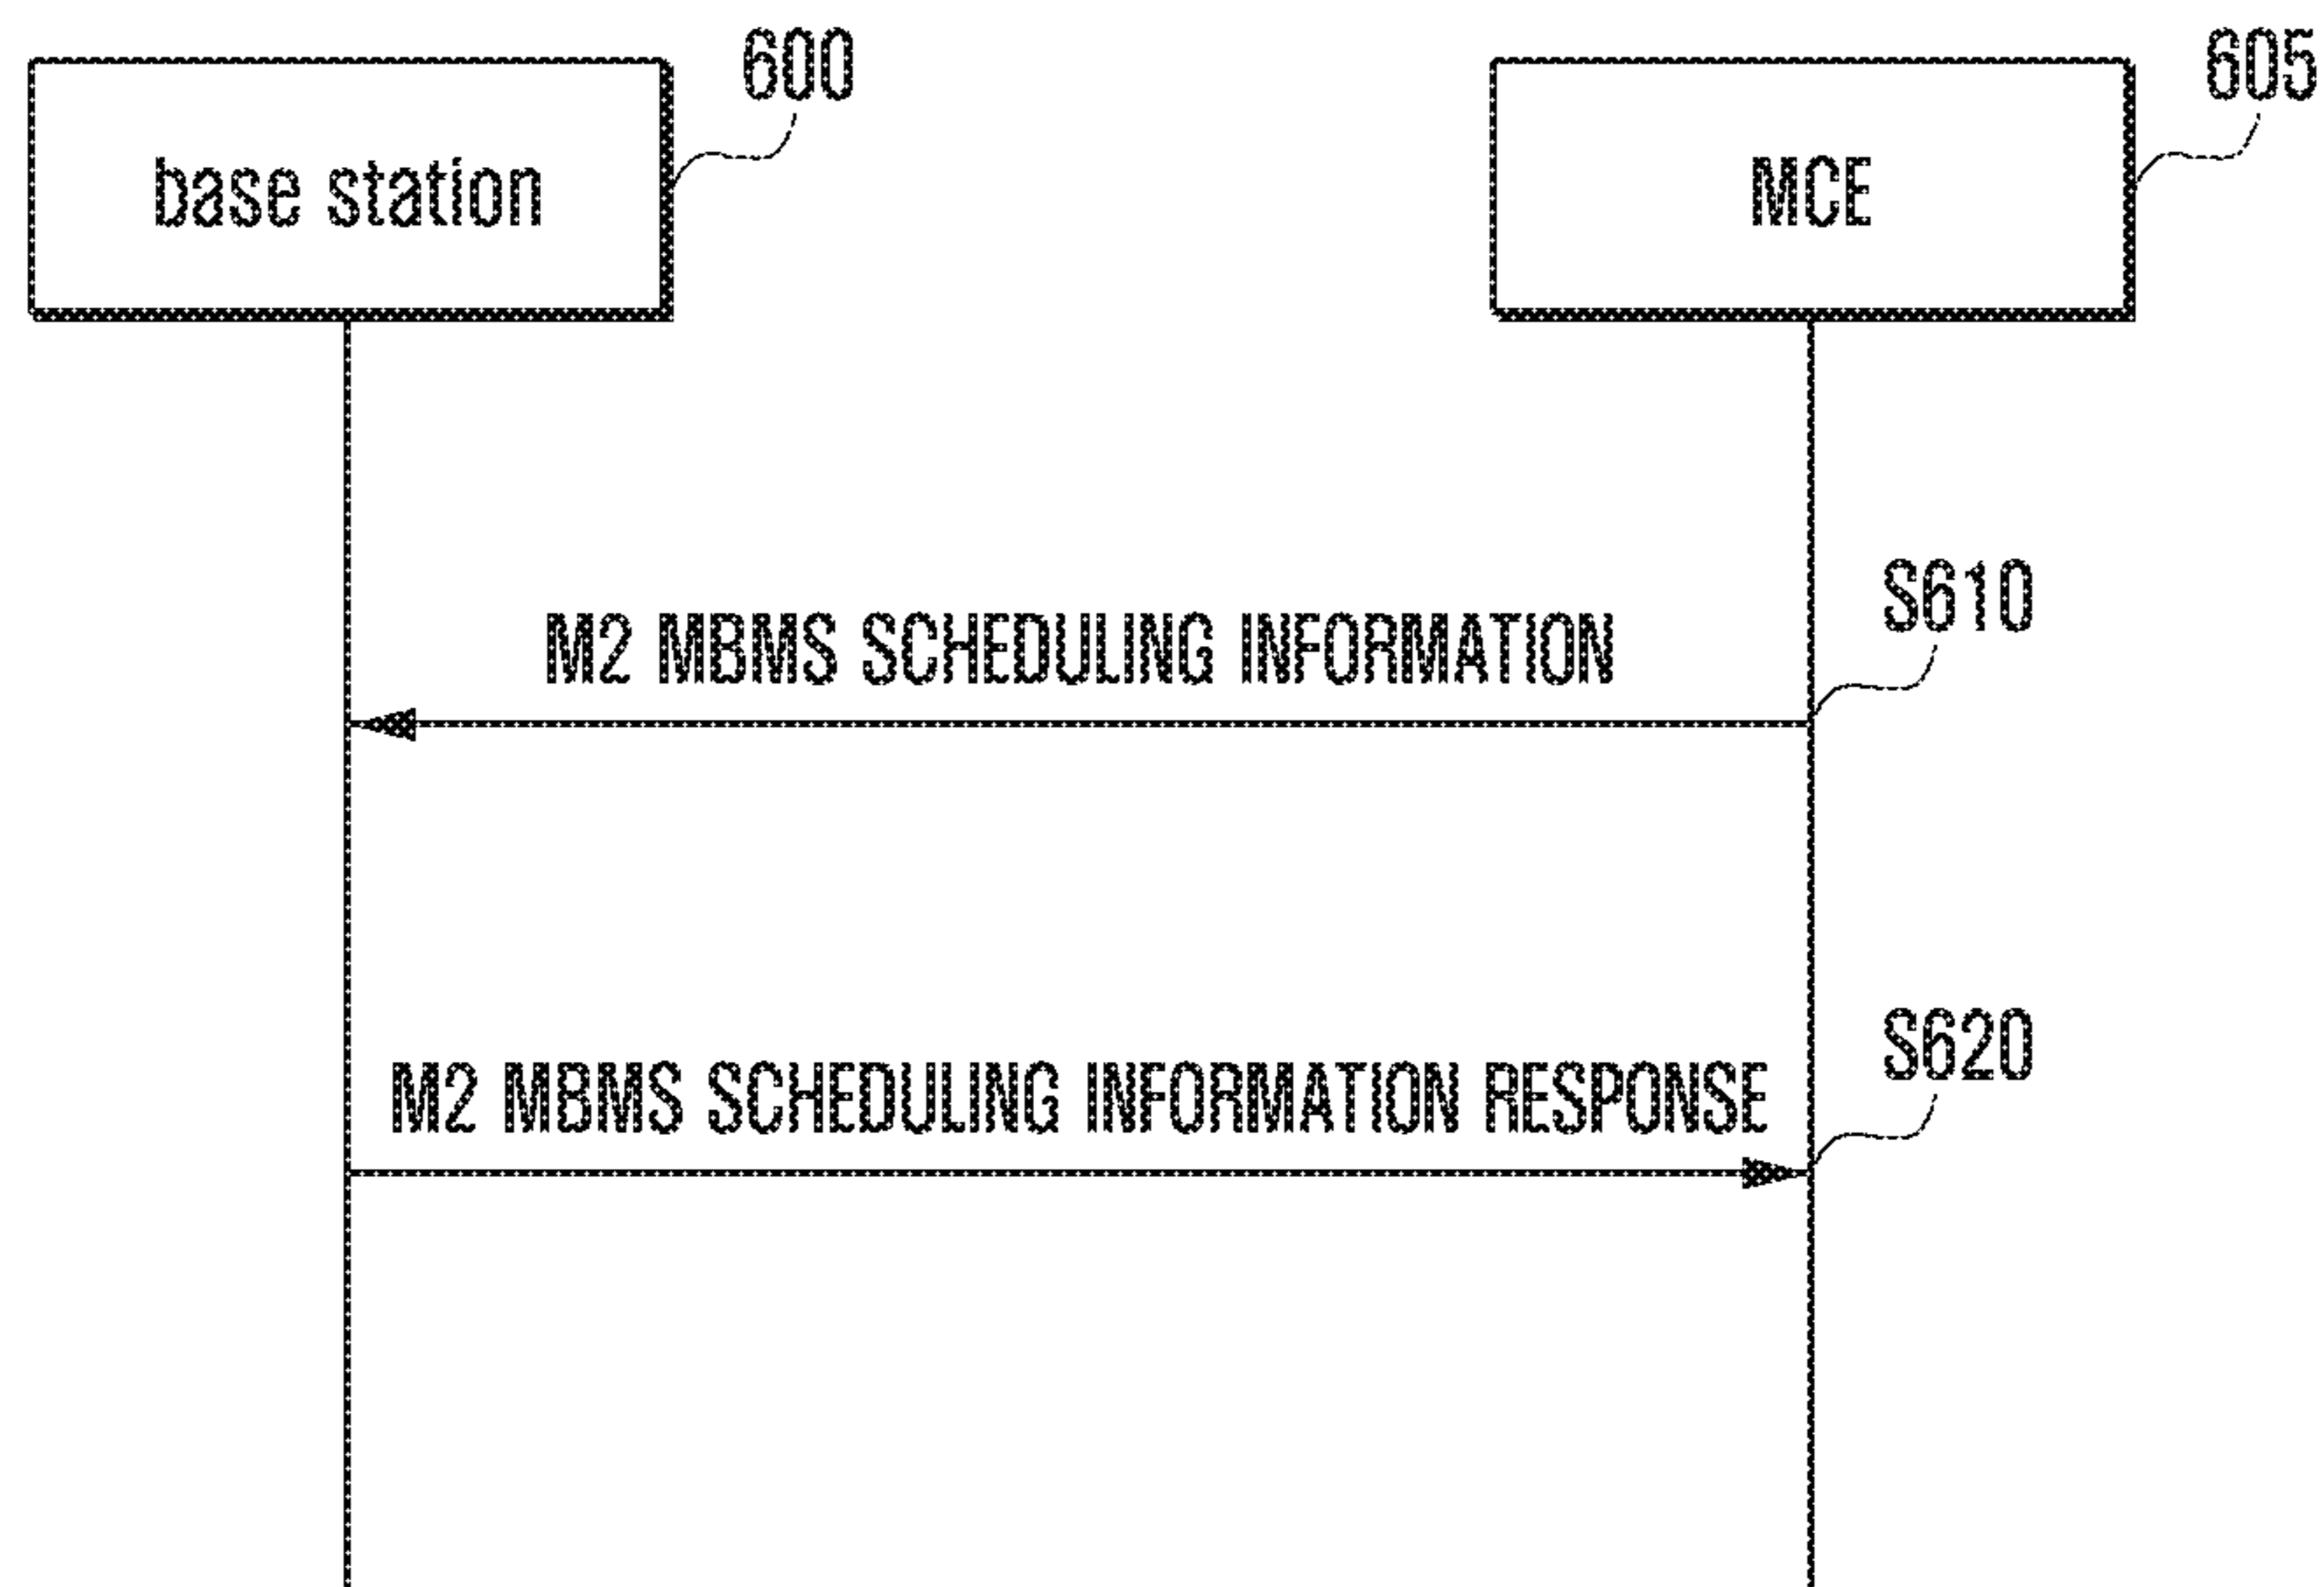 600
605
base station
MCE
S610
M2 MBMS SCHEDULING INFORMATION
S620
M2 MBMS SCHEDULING INFORMATION RESPONSE